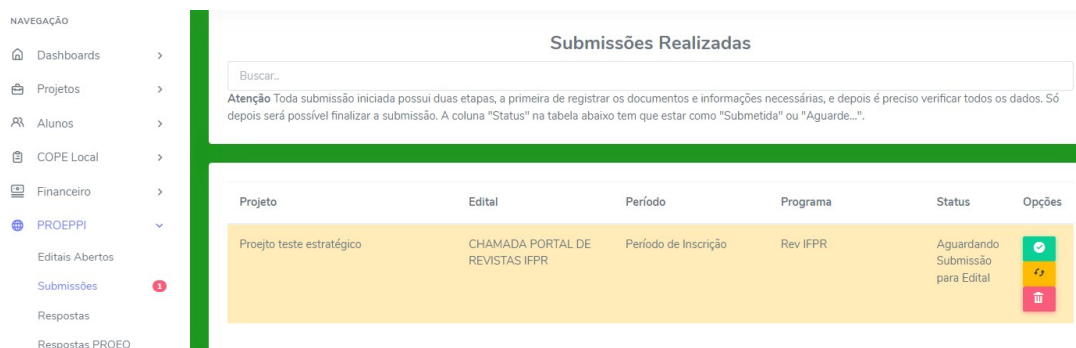 NAVEGAÇÃO
Dashboards
Projetos
Alunos
COPE Local
Financeiro
PROEPPI
Editais Abertos
Submissões 1
Respostas
Respostas PROEO
Submissões Realizadas
Buscar..
Atenção Toda submissão iniciada possui duas etapas, a primeira de registrar os documentos e informações necessárias, e depois é preciso verificar todos os dados. Só
depois será possível finalizar a submissão. A coluna "Status" na tabela abaixo tem que estar como "Submetida" ou "Aguarde...".
Projeto Edital Período Programa Status Opções
Proejto teste estratégico CHAMADA PORTAL DE Período de Inscrição Rev IFPR Aguardando
REVISTAS IFPR Submissão
para Edital